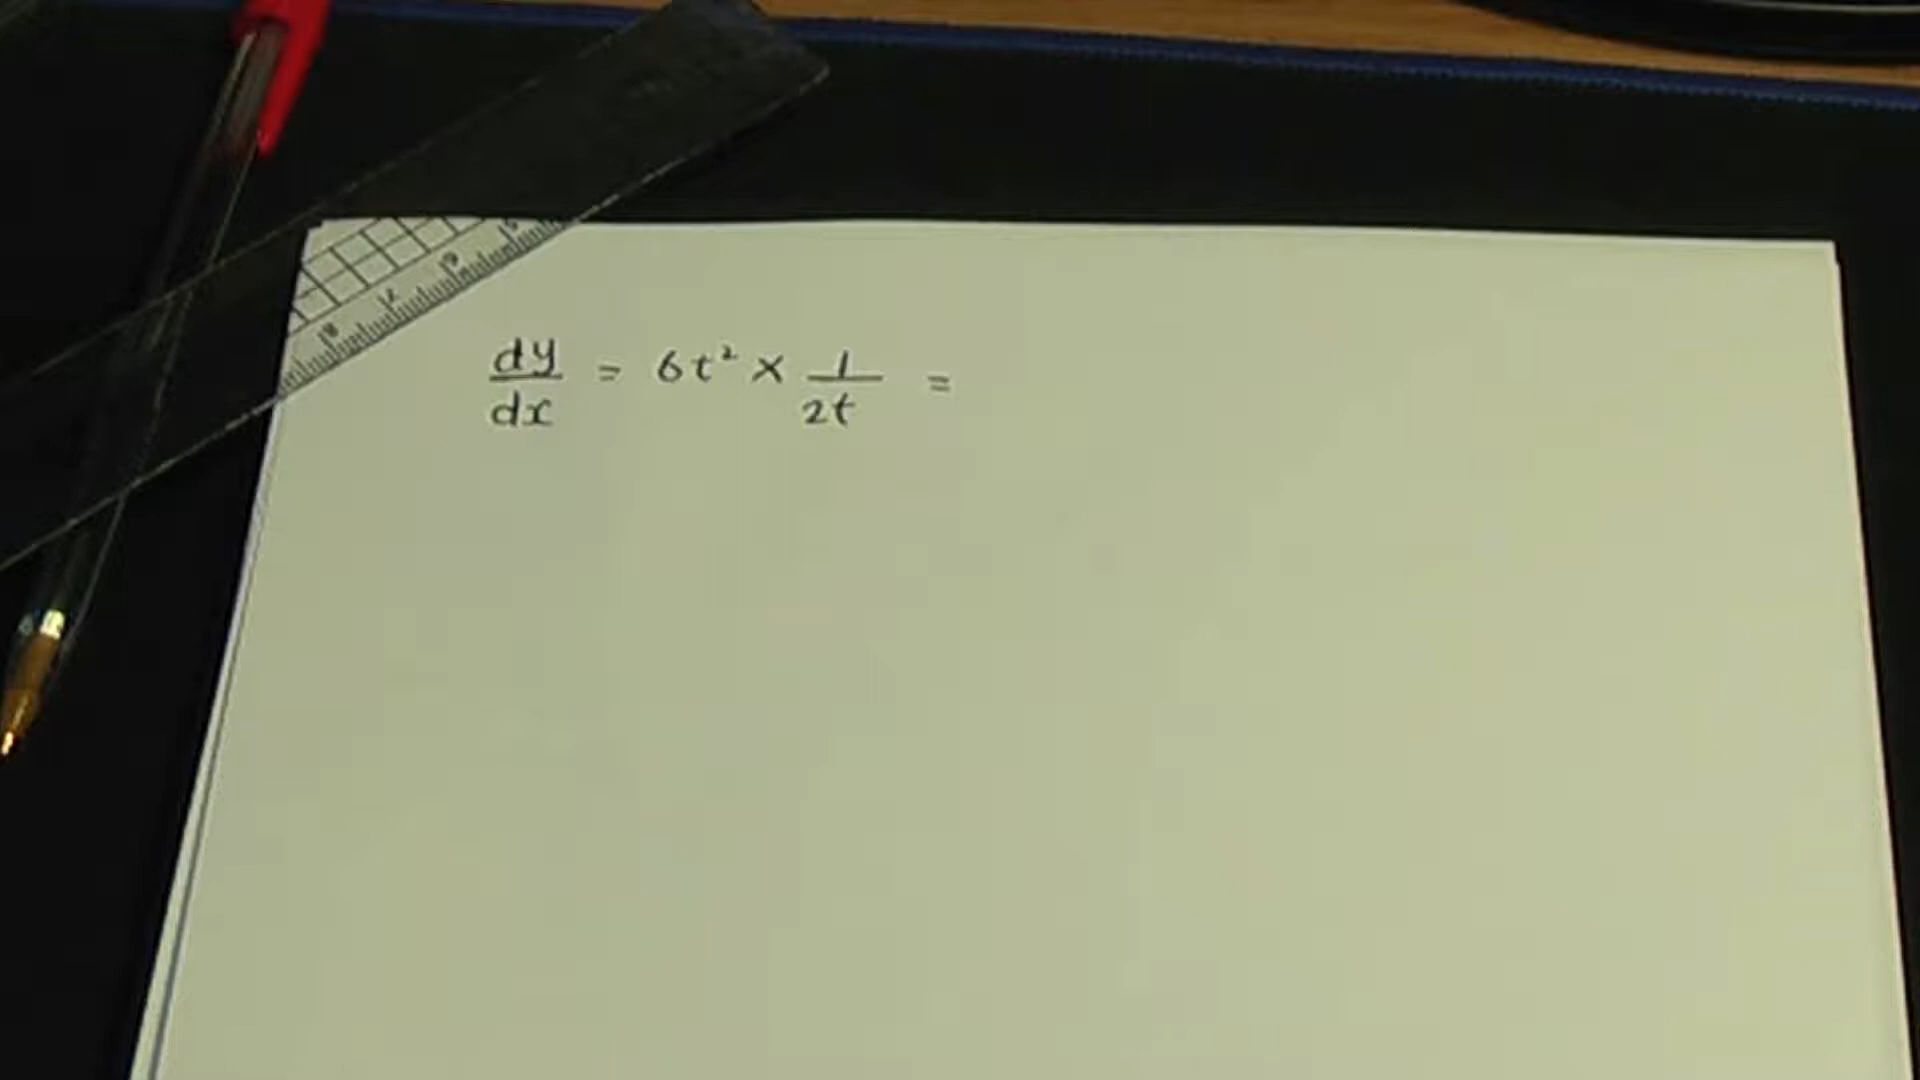 dy/dx = 6t² × 1/2t =